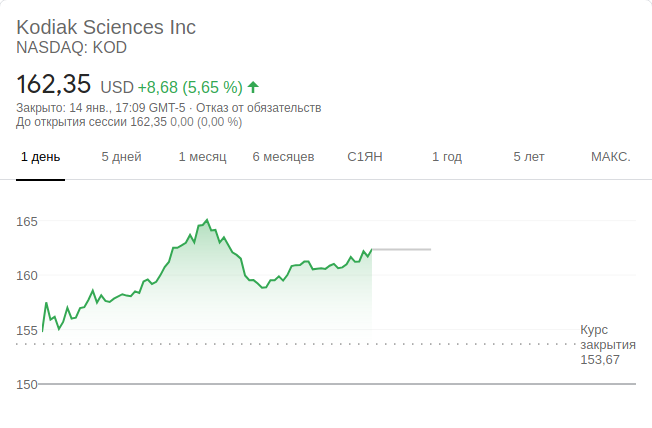 Kodiak Sciences Inc
NASDAQ: KOD
162,35 USD +8,68 (5,65 %)
Закрыто: 14 янв., 17:09 GMT-5 · Отказ от обязательств
До открытия сессии 162,35 0,00 (0,00 %)
1 день 5 дней 1 месяц 6 месяцев С1ЯН 1 год 5 лет МАКС.
165
160
155
Курс
закрытия
153,67
150